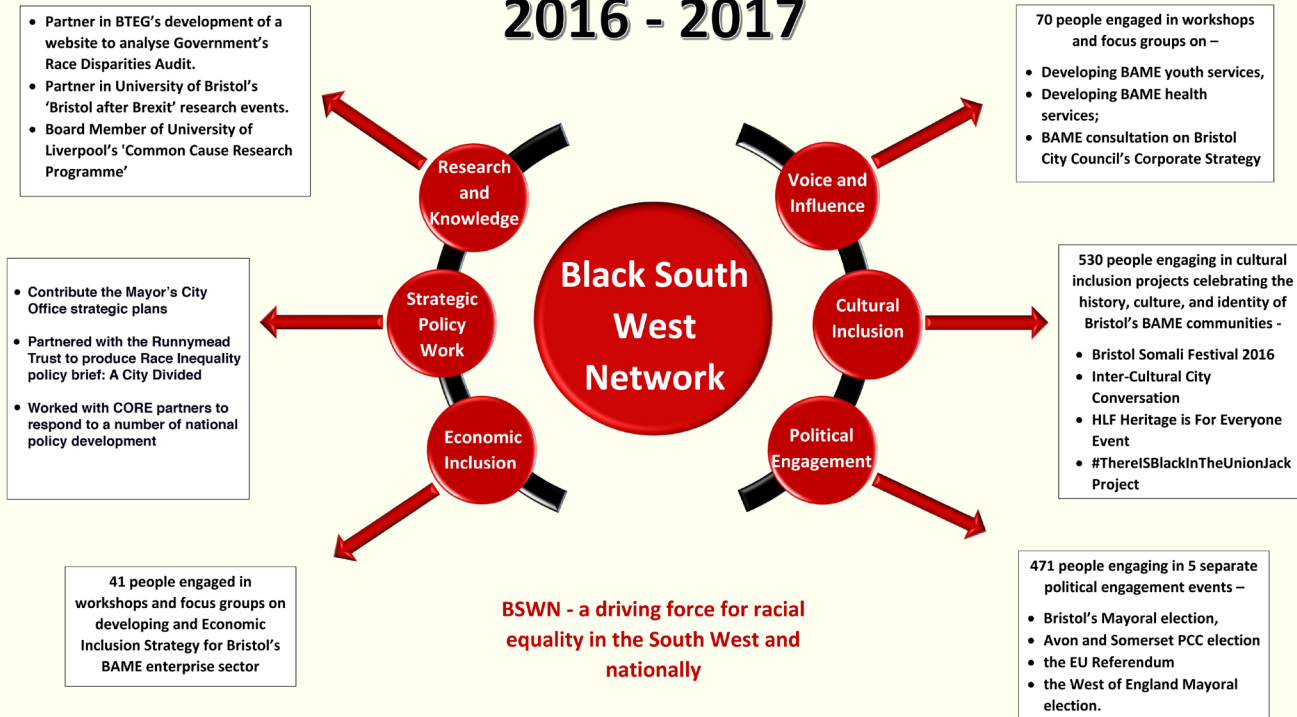 2016 - 2017
• Partner in BTEG's development of a
website to analyse Government's
Race Disparities Audit.
• Partner in University of Bristol's
'Bristol after Brexit' research events.
• Board Member of University of
Liverpool's 'Common Cause Research
Programme'
Research
and
Knowledge
• Contribute the Mayor's City
Office strategic plans
• Partnered with the Runnymead
Trust to produce Race Inequality
policy brief: A City Divided
• Worked with CORE partners to
respond to a number of national
policy development
Strategic
Policy
Work
41 people engaged in
workshops and focus groups on
developing and Economic
Inclusion Strategy for Bristol's
BAME enterprise sector
Economic
Inclusion
Black South
West
Network
BSWN - a driving force for racial
equality in the South West and
nationally
Voice and
Influence
70 people engaged in workshops
and focus groups on –
• Developing BAME youth services,
• Developing BAME health
services;
• BAME consultation on Bristol
City Council's Corporate Strategy
Cultural
Inclusion
530 people engaging in cultural
inclusion projects celebrating the
history, culture, and identity of
Bristol's BAME communities -
• Bristol Somali Festival 2016
• Inter-Cultural City
Conversation
• HLF Heritage is For Everyone
Event
• #ThereISBlackInTheUnionJack
Project
Political
Engagement
471 people engaging in 5 separate
political engagement events –
• Bristol's Mayoral election,
• Avon and Somerset PCC election
• the EU Referendum
• the West of England Mayoral
election.